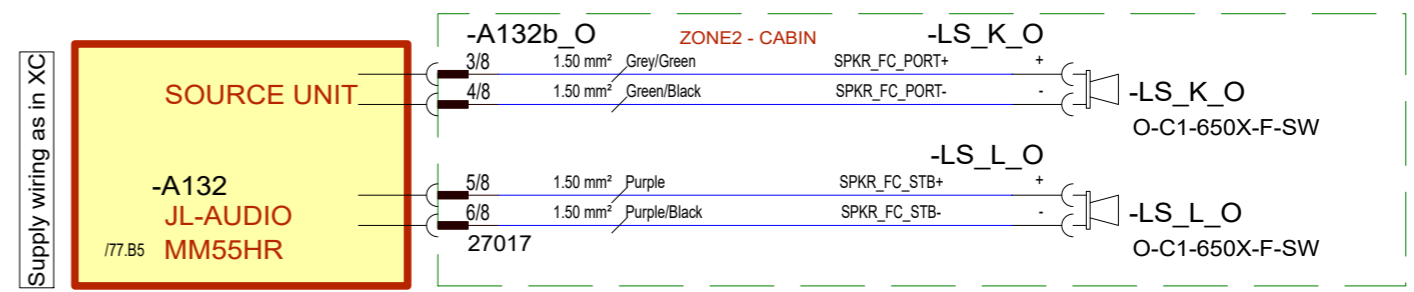 Supply wiring as in XC
SOURCE UNIT
-A132
JL-AUDIO
/77.B5 MM55HR
-A132b_O ZONE2 - CABIN -LS_K_O
3/8 1.50 mm² Grey/Green SPKR_FC_PORT+ +
4/8 1.50 mm² Green/Black SPKR_FC_PORT- -
-LS_K_O
O-C1-650X-F-SW
-LS_L_O
5/8 1.50 mm² Purple SPKR_FC_STB+ +
6/8 1.50 mm² Purple/Black SPKR_FC_STB- -
27017
-LS_L_O
O-C1-650X-F-SW